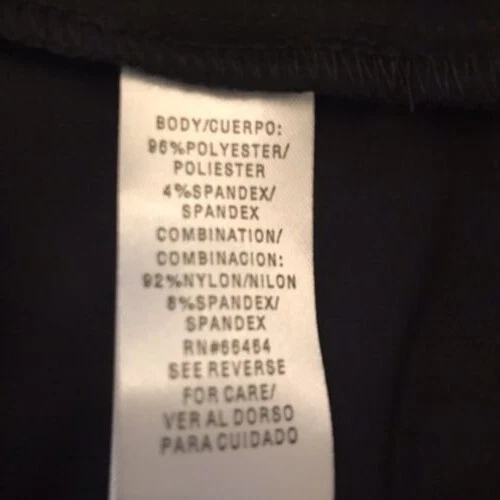 BODY/CUERPO:
96%POLYESTER/
POLIESTER
4%SPANDEX/
SPANDEX
COMBINATION/
COMBINACION:
92%NYLON/NILON
8%SPANDEX/
SPANDEX
RN#66464
SEE REVERSE
FOR CARE/
VER AL DORSO
PARA CUIDADO